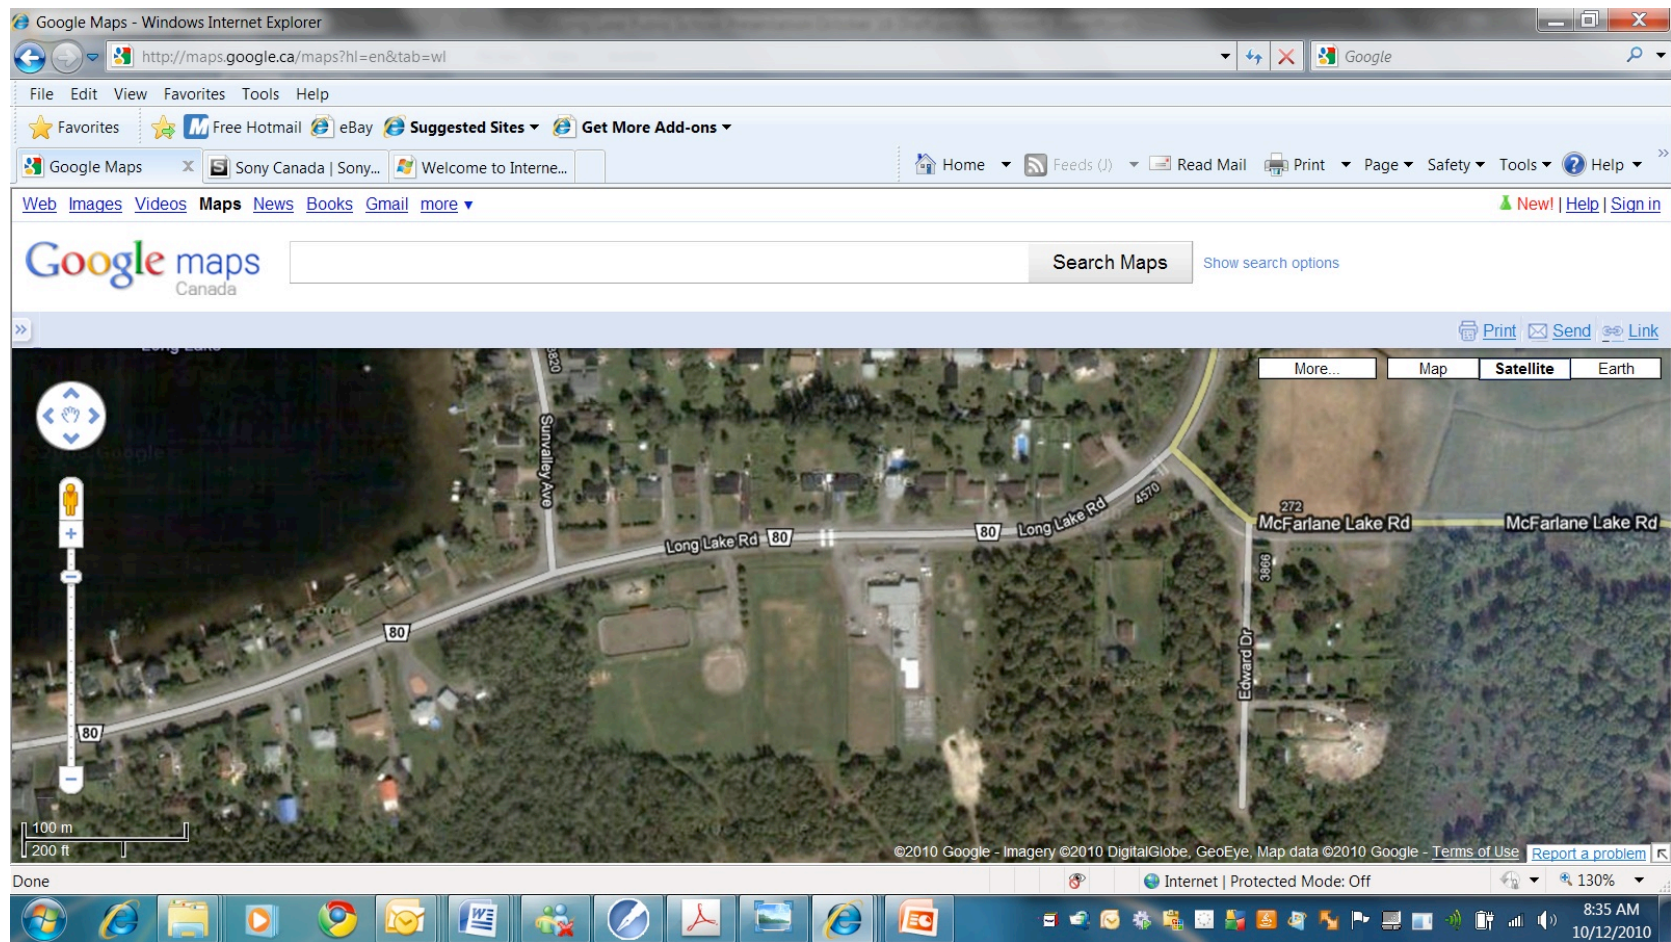 Google Maps - Windows Internet Explorer
http://maps.google.ca/maps?hl=en&tab=wl
Google
File Edit View Favorites Tools Help
Favorites Free Hotmail eBay Suggested Sites Get More Add-ons
Google Maps x Sony Canada | Sony... Welcome to Interne... Home Feeds (J) Read Mail Print Page Safety Tools Help
Web Images Videos Maps News Books Gmail more New! | Help | Sign in
Google maps Search Maps Show search options
Canada
Print Send Link
Long Lake
More... Map Satellite Earth
3820
Sunvalley Ave
4570
272
McFarlane Lake Rd McFarlane Lake Rd
Long Lake Rd 80 80 Long Lake Rd
3866
80
Edward Dr
80
100 m
200 ft
©2010 Google - Imagery ©2010 DigitalGlobe, GeoEye, Map data ©2010 Google - Terms of Use Report a problem
Done Internet | Protected Mode: Off 130%
8:35 AM
10/12/2010